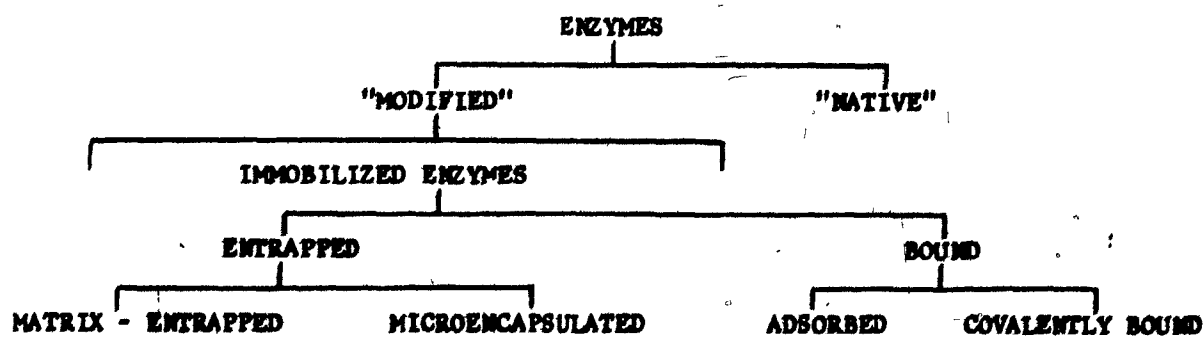 ENZYMES
"MODIFIED" "NATIVE"
IMMOBILIZED ENZYMES
ENTRAPPED BOUND
MATRIX - ENTRAPPED MICROENCAPSULATED ADSORBED COVALENTLY BOUND